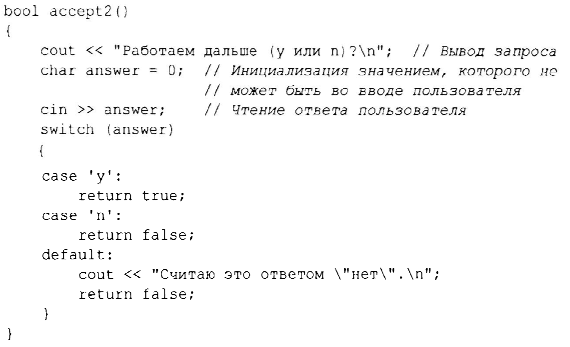 bool accept2()
{
    cout << "Работаем дальше (y или n)?\n";  // Вывод запроса
    char answer = 0;  // Инициализация значением, которого не
                      // может быть во вводе пользователя
    cin >> answer;    // Чтение ответа пользователя
    switch (answer)
    {
    case 'y':
        return true;
    case 'n':
        return false;
    default:
        cout << "Считаю это ответом \"нет\".\n";
        return false;
    }
}